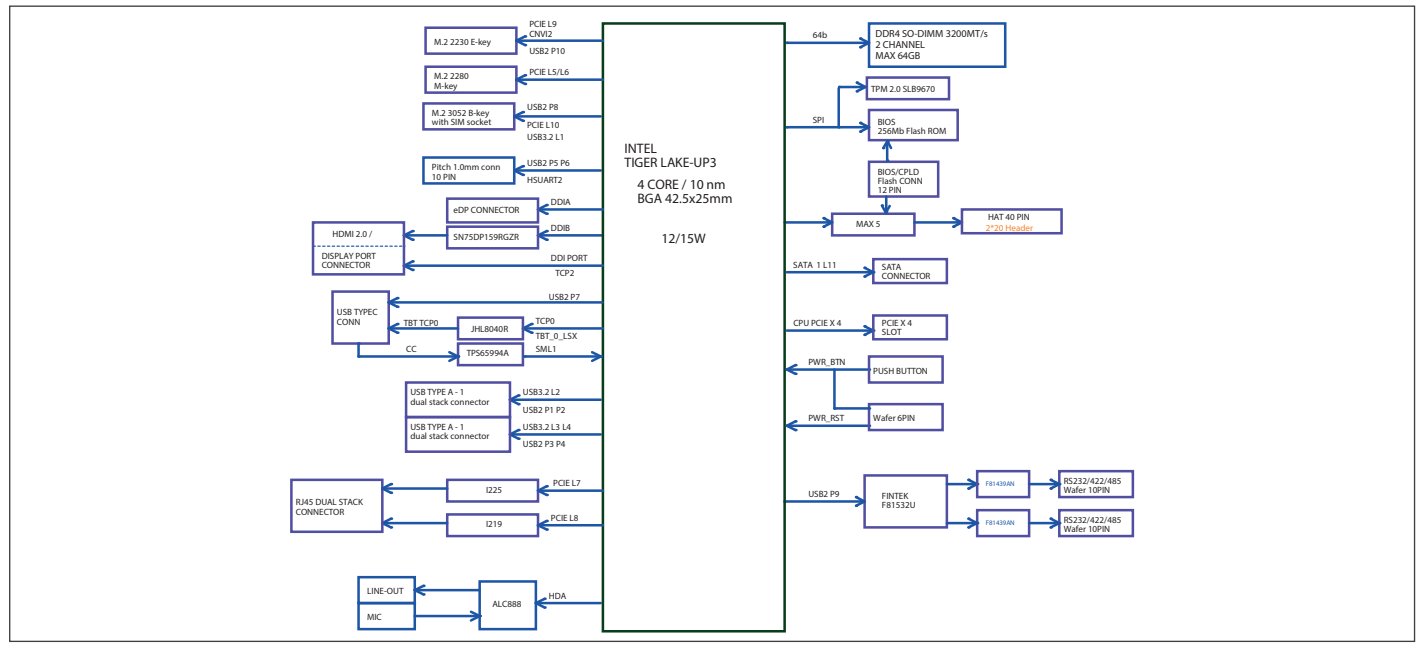 PCIE L9
CNVI2
M.2 2230 E-key
USB2 P10
M.2 2280
M-key
PCIE L5/L6
M.2 3052 B-key
with SIM socket
USB2 P8
PCIE L10
USB3.2 L1
Pitch 1.0mm conn
10 PIN
USB2 P5 P6
HSUART2
eDP CONNECTOR
DDIA
HDMI 2.0 /
DISPLAY PORT
CONNECTOR
SN75DP159RGZR
DDIB
DDI PORT
TCP2
USB TYPEC
CONN
USB2 P7
TBT TCP0
JHL8040R
TCP0
TBT_0_LSX
CC
TPS65994A
SML1
USB TYPE A - 1
dual stack connector
USB3.2 L2
USB2 P1 P2
USB TYPE A - 1
dual stack connector
USB3.2 L3 L4
USB2 P3 P4
RJ45 DUAL STACK
CONNECTOR
I225
PCIE L7
I219
PCIE L8
LINE-OUT
MIC
ALC888
HDA
INTEL
TIGER LAKE-UP3
4 CORE / 10 nm
BGA 42.5x25mm
12/15W
64b
DDR4 SO-DIMM 3200MT/s
2 CHANNEL
MAX 64GB
TPM 2.0 SLB9670
SPI
BIOS
256Mb Flash ROM
BIOS/CPLD
Flash CONN
12 PIN
MAX 5
HAT 40 PIN
2*20 Header
SATA 1 L11
SATA
CONNECTOR
CPU PCIE X 4
PCIE X 4
SLOT
PWR_BTN
PUSH BUTTON
PWR_RST
Wafer 6PIN
USB2 P9
FINTEK
F81532U
F81439AN
RS232/422/485
Wafer 10PIN
F81439AN
RS232/422/485
Wafer 10PIN